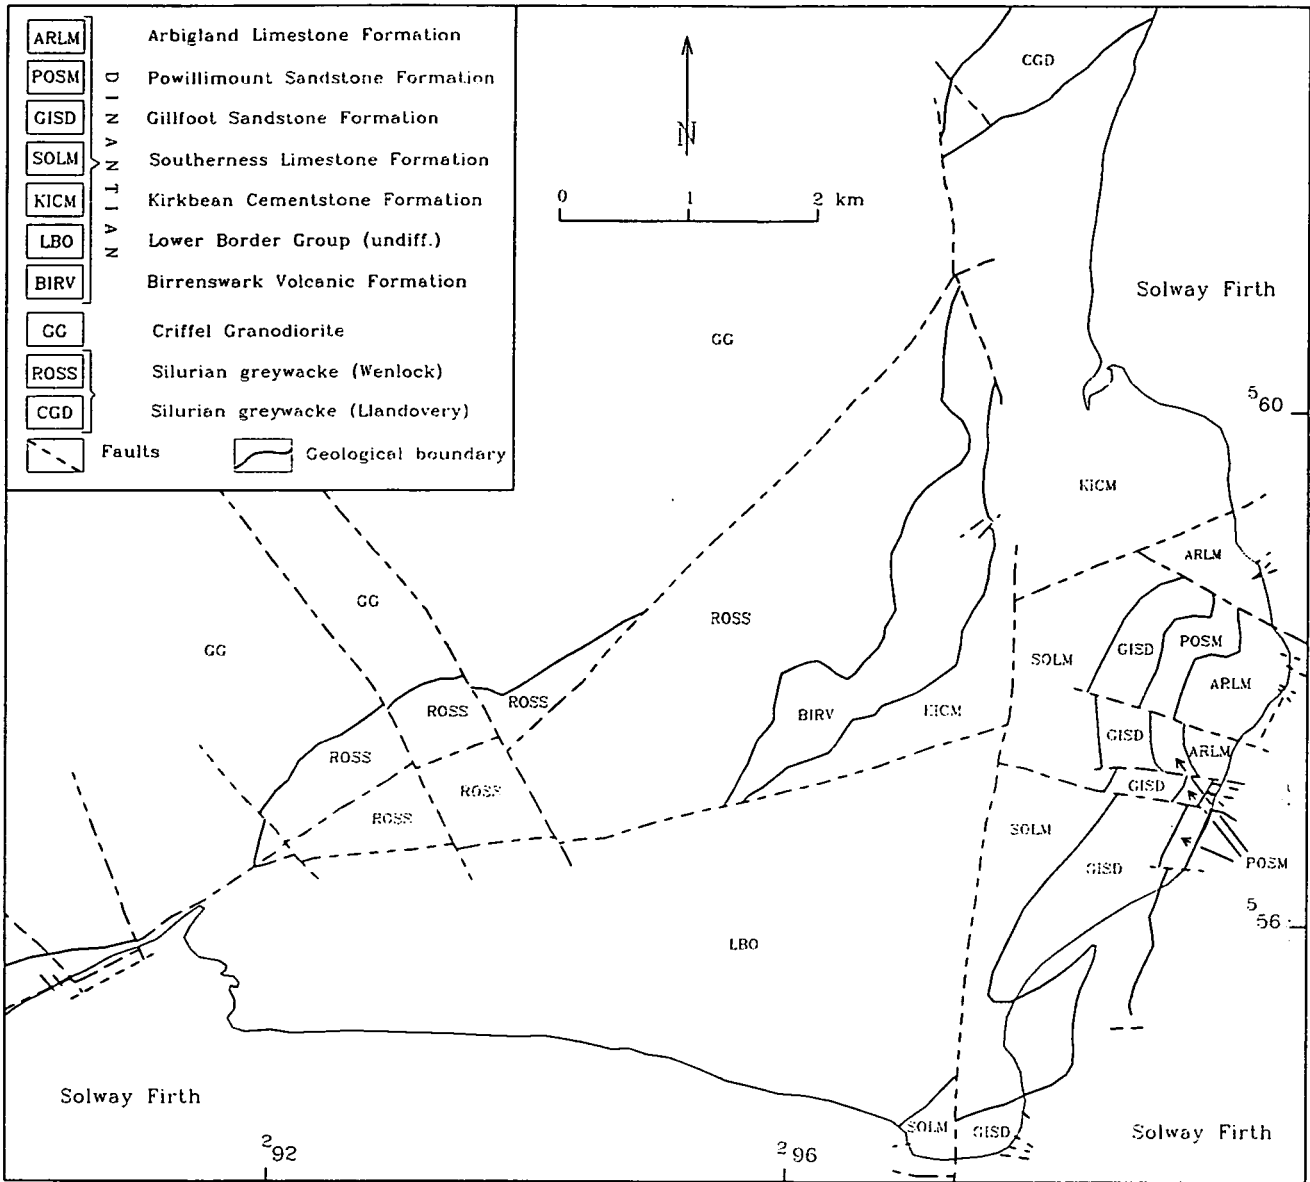 ARLM Arbigland Limestone Formation
POSM Powillimount Sandstone Formation
GISD Gillfoot Sandstone Formation
SOLM Southerness Limestone Formation
KICM Kirkbean Cementstone Formation
LBO Lower Border Group (undiff.)
BIRV Birrenswark Volcanic Formation
DINANTIAN
GG Criffel Granodiorite
ROSS Silurian greywacke (Wenlock)
CGD Silurian greywacke (Llandovery)
Faults Geological boundary
N
0 1 2 km
CGD
Solway Firth
GG
5 60
KICM
ARLM
GG
ROSS
POSM
GISD
GG
SOLM
ARLM
ROSS
ROSS
BIRV
KICM
GISD
ARLM
ROSS
ROSS
GISD
ROSS
SOLM
POSM
GISD
5 56
LBO
Solway Firth
SOLM
GISD
Solway Firth
2 92
2 96